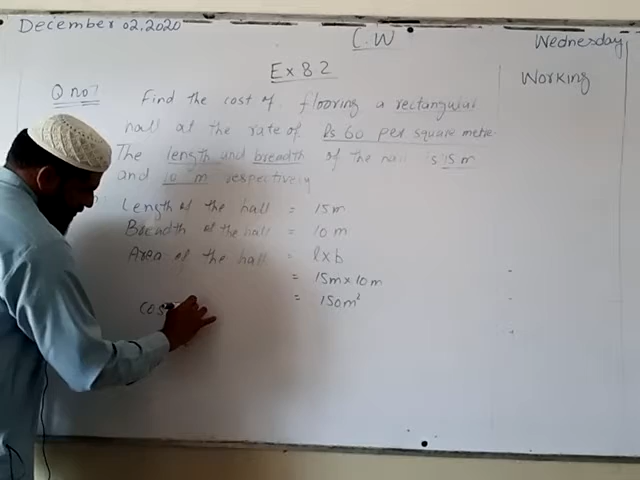 December 02, 2020
C.W
Wednesday
Ex 8.2
Working
Q no 1 Find the cost of flooring a rectangular
hall at the rate of Rs 60 per square metre.
The length and breadth of the hall is 15 m
and 10 m respectively
Length of the hall = 15m
Breadth of the hall = 10 m
Area of the hall = l x b
= 15m x 10m
= 150m²
Cos